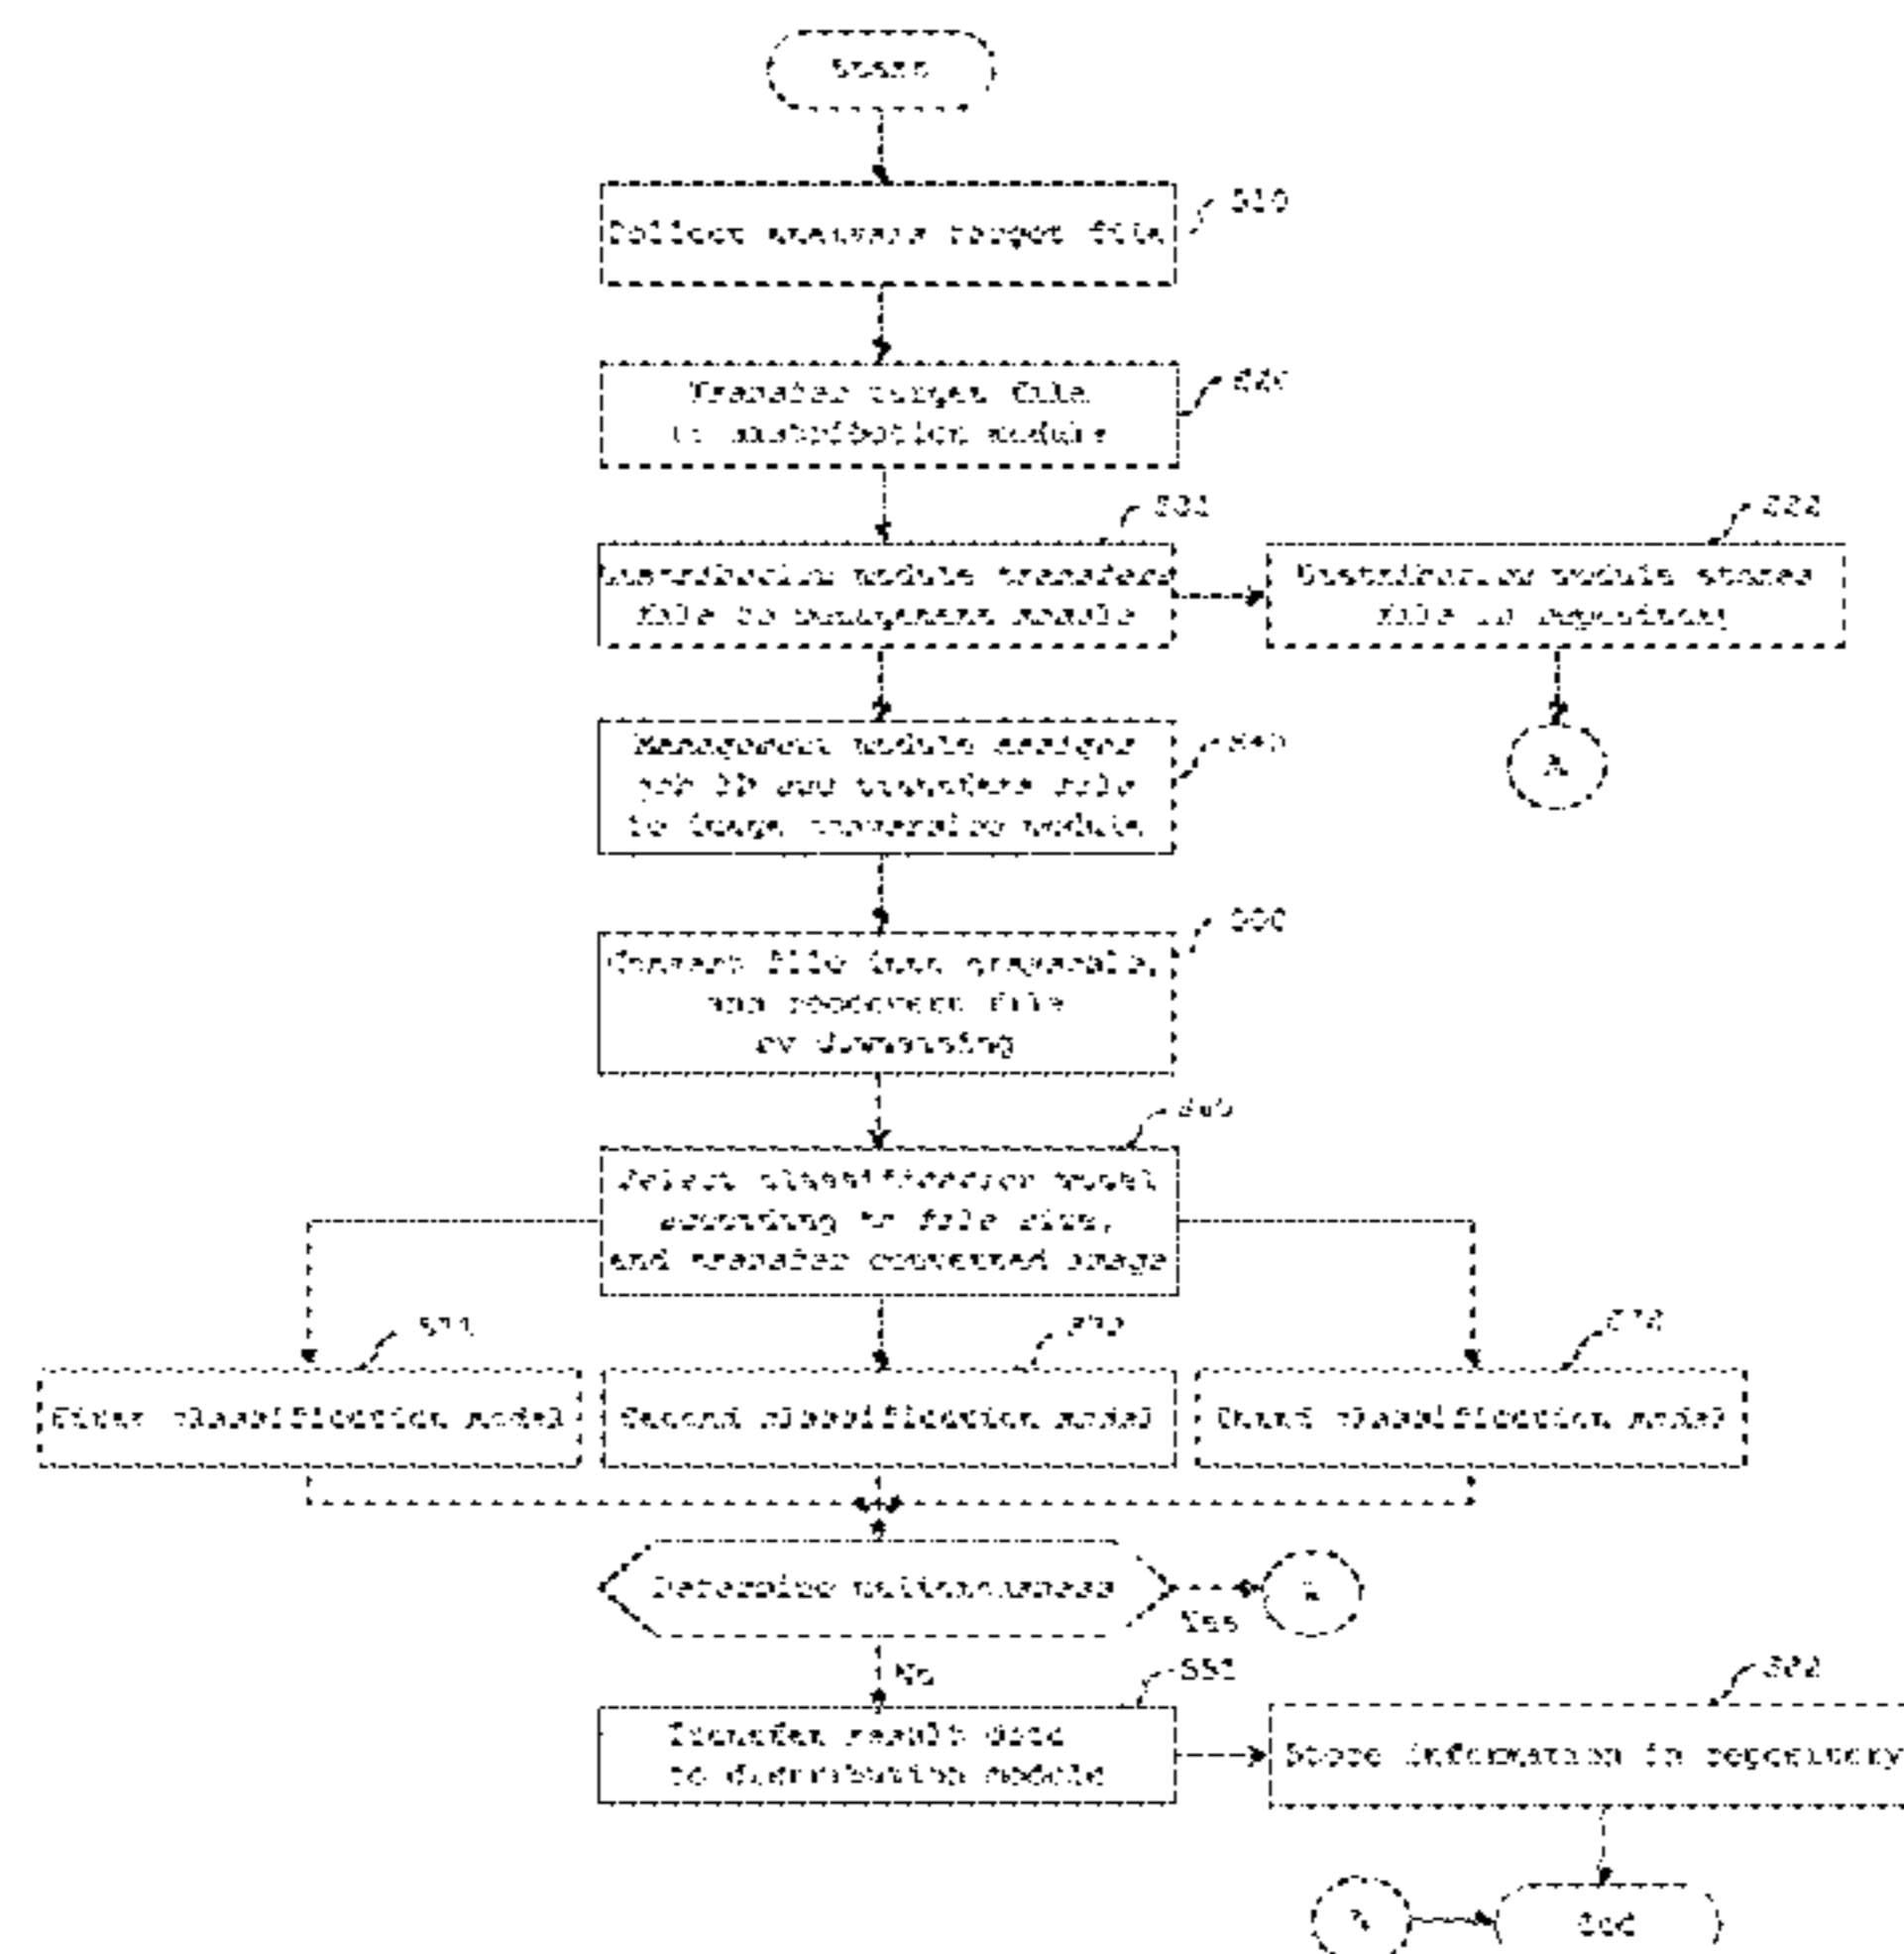 Start
Collect analysis target file
Transfer target file
to distribution module
Distribution module transfers
file to management module
Distribution module stores
file in repository
Management module assigns
job ID and transfers file
to image conversion module
A
Convert file into grayscale,
and reconvert file
by downsizing
Select classification model
according to file size,
and transfer converted image
First classification model
Second classification model
Third classification model
Determine maliciousness
Yes
No
Transfer result data
to distribution module
Store information in repository
End